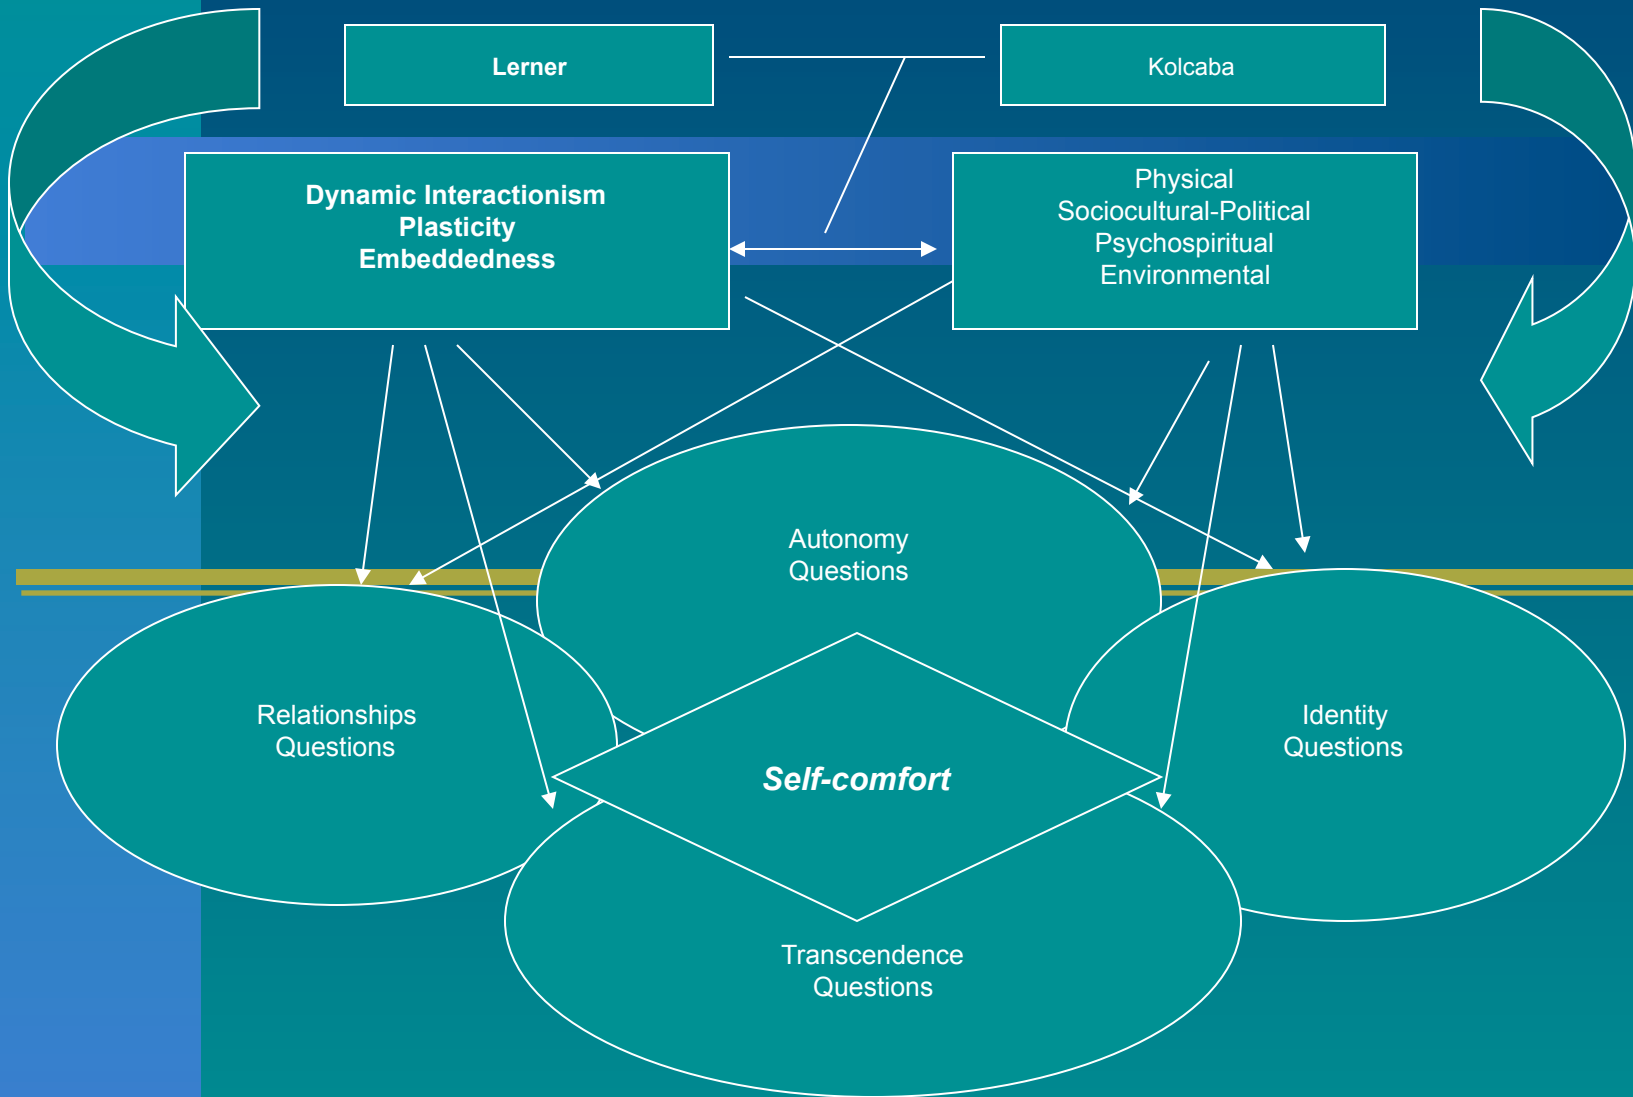 Lerner
Kolcaba
Dynamic Interactionism
Plasticity
Embeddedness
Physical
Sociocultural-Political
Psychospiritual
Environmental
Autonomy
Questions
Relationships
Questions
Identity
Questions
Self-comfort
Transcendence
Questions